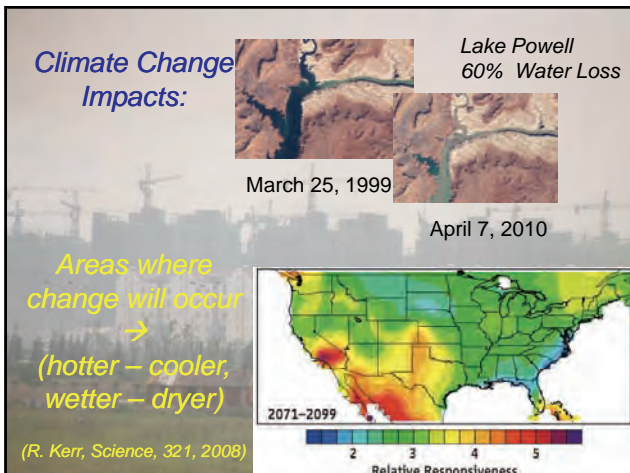 Climate Change
Impacts:
Lake Powell
60% Water Loss
March 25, 1999
April 7, 2010
Areas where
change will occur
→
(hotter – cooler,
wetter – dryer)
(R. Kerr, Science, 321, 2008)
2071–2099
2 3 4 5
Relative Responsiveness